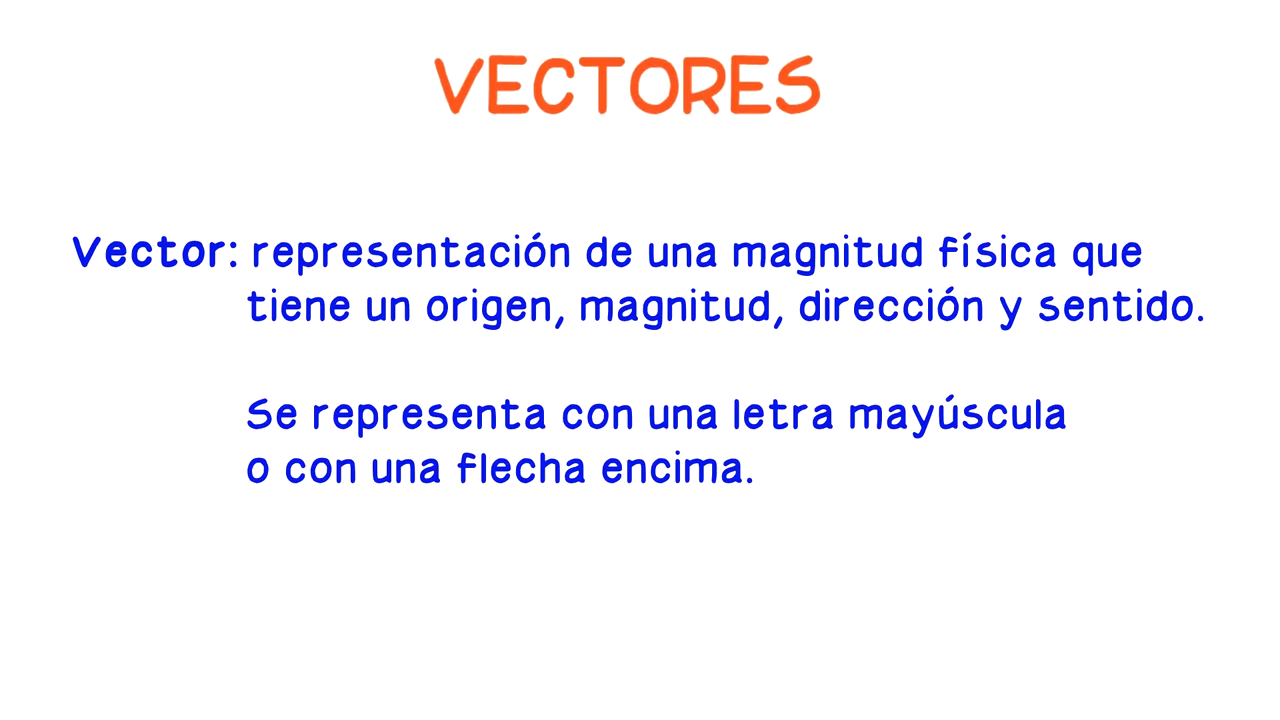 VECTORES
Vector: representación de una magnitud física que
tiene un origen, magnitud, dirección y sentido.
Se representa con una letra mayúscula
o con una flecha encima.